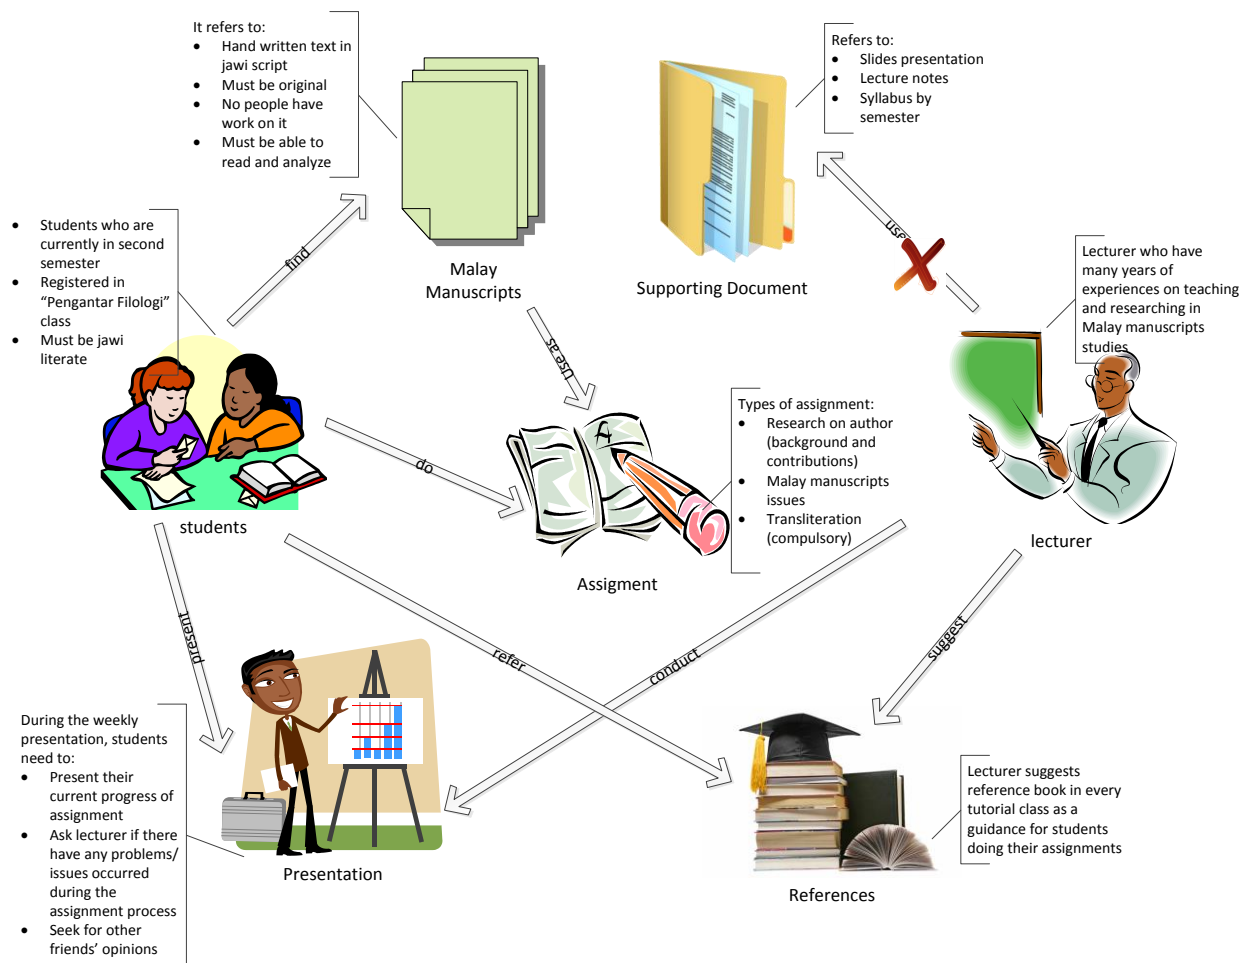 It refers to:
• Hand written text in
jawi script
• Must be original
• No people have
work on it
• Must be able to
read and analyze
Refers to:
• Slides presentation
• Lecture notes
• Syllabus by
semester
• Students who are
currently in second
semester
• Registered in
“Pengantar Filologi”
class
• Must be jawi
literate
find
Malay
Manuscripts
Supporting Document
use
Lecturer who have
many years of
experiences on teaching
and researching in
Malay manuscripts
studies
Use as
Types of assignment:
• Research on author
(background and
contributions)
• Malay manuscripts
issues
• Transliteration
(compulsory)
do
students
Assigment
lecturer
present
refer
conduct
suggest
During the weekly
presentation, students
need to:
• Present their
current progress of
assignment
• Ask lecturer if there
have any problems/
issues occurred
during the
assignment process
• Seek for other
friends’ opinions
Presentation
Lecturer suggests
reference book in every
tutorial class as a
guidance for students
doing their assignments
References